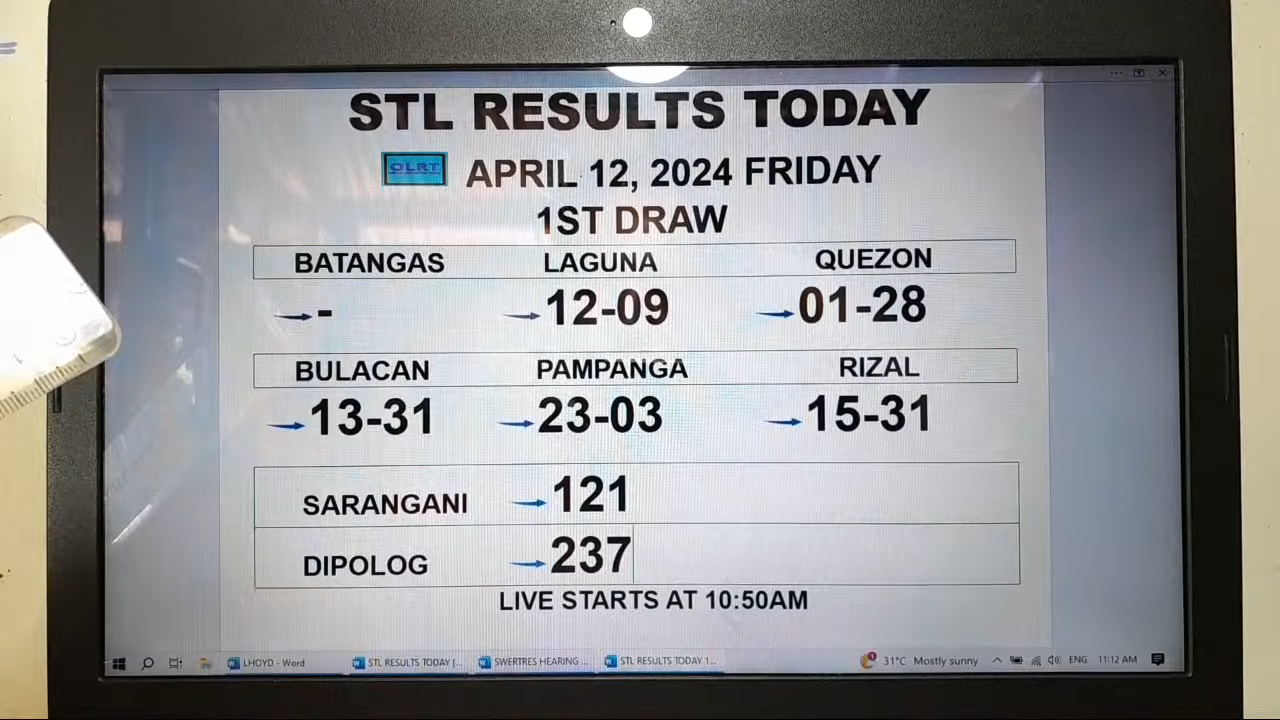 STL RESULTS TODAY
OLRT APRIL 12, 2024 FRIDAY
1ST DRAW
BATANGAS LAGUNA QUEZON
- 12-09 01-28
BULACAN PAMPANGA RIZAL
13-31 23-03 15-31
SARANGANI 121
DIPOLOG 237
LIVE STARTS AT 10:50AM
LHOYD - Word STL RESULTS TODAY [... SWERTRES HEARING ... STL RESULTS TODAY 1... 31°C Mostly sunny ENG 11:12 AM